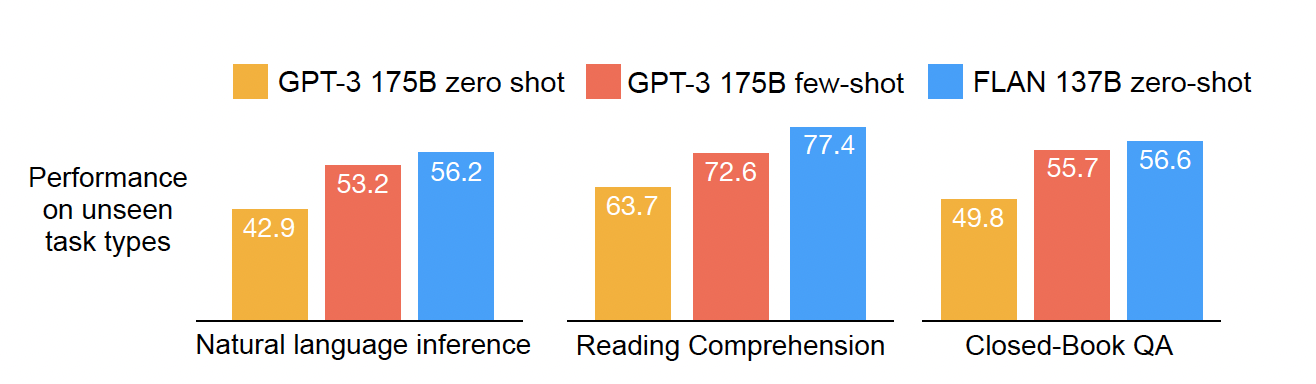 GPT-3 175B zero shot GPT-3 175B few-shot FLAN 137B zero-shot
Performance
on unseen
task types
42.9 53.2 56.2
63.7 72.6 77.4
49.8 55.7 56.6
Natural language inference Reading Comprehension Closed-Book QA